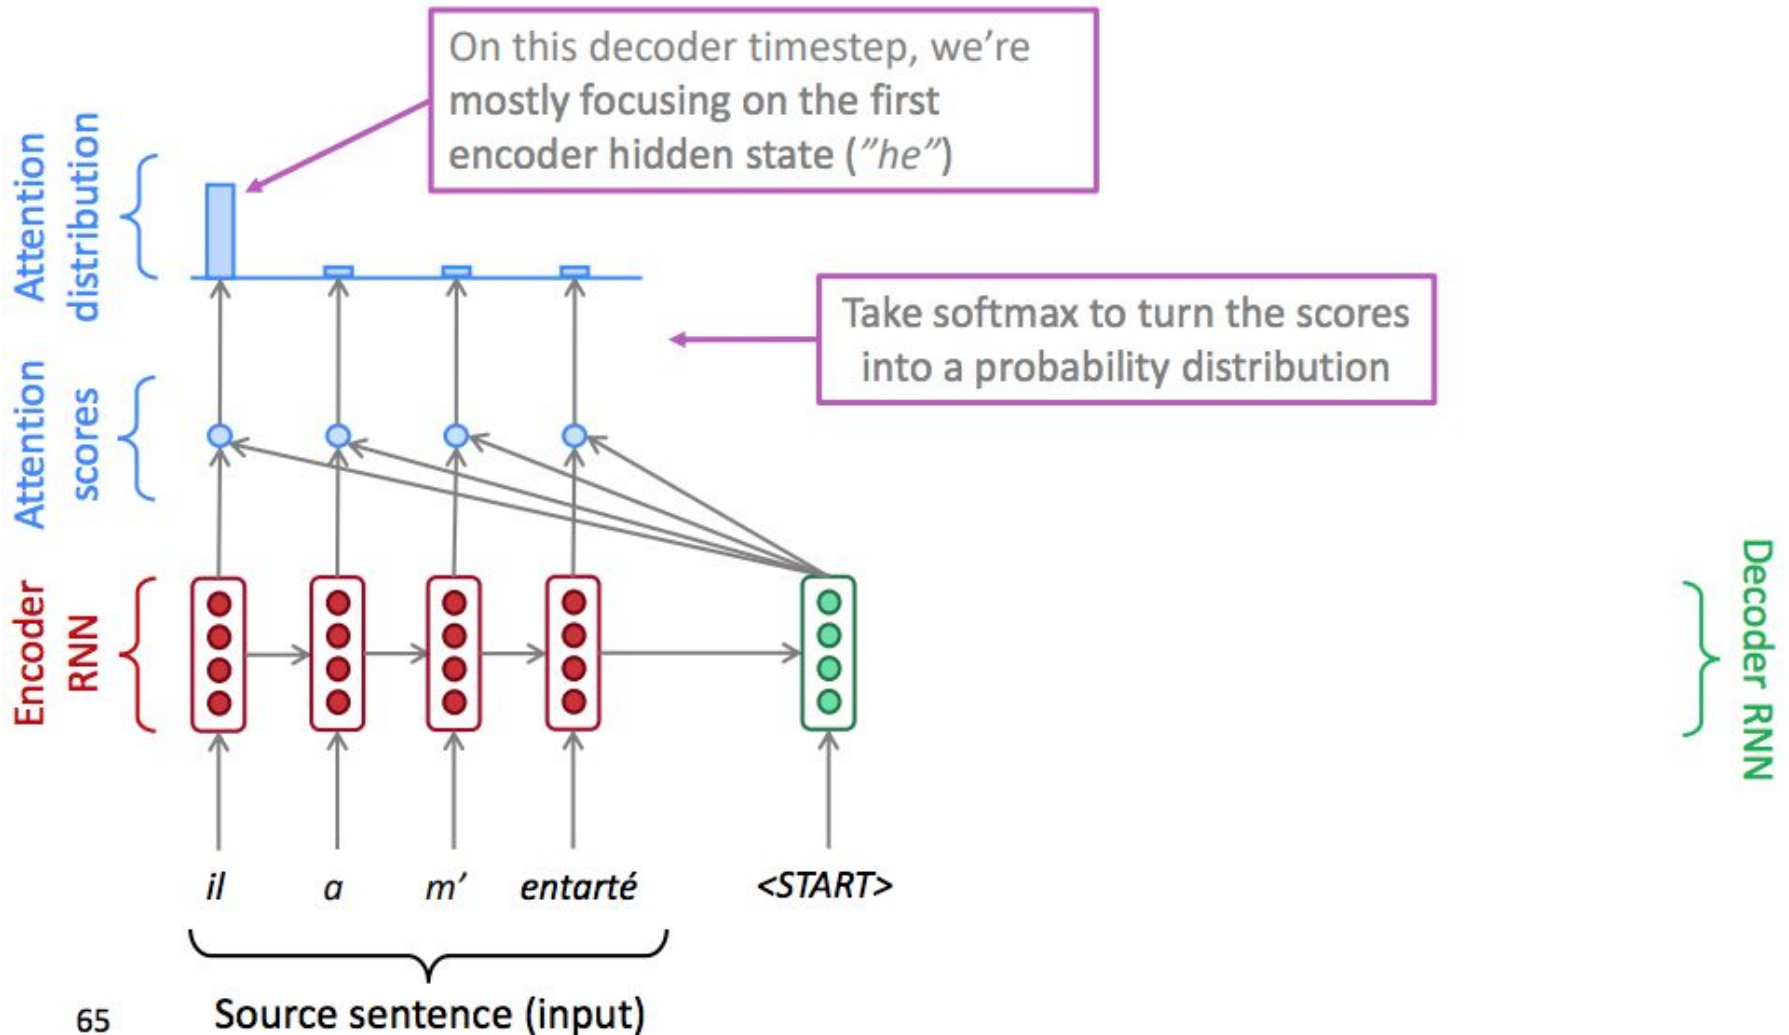 On this decoder timestep, we’re
mostly focusing on the first
encoder hidden state (”he”)
Attention
distribution
Take softmax to turn the scores
into a probability distribution
Attention
scores
Encoder
RNN
Decoder RNN
il a m’ entarté <START>
Source sentence (input)
65